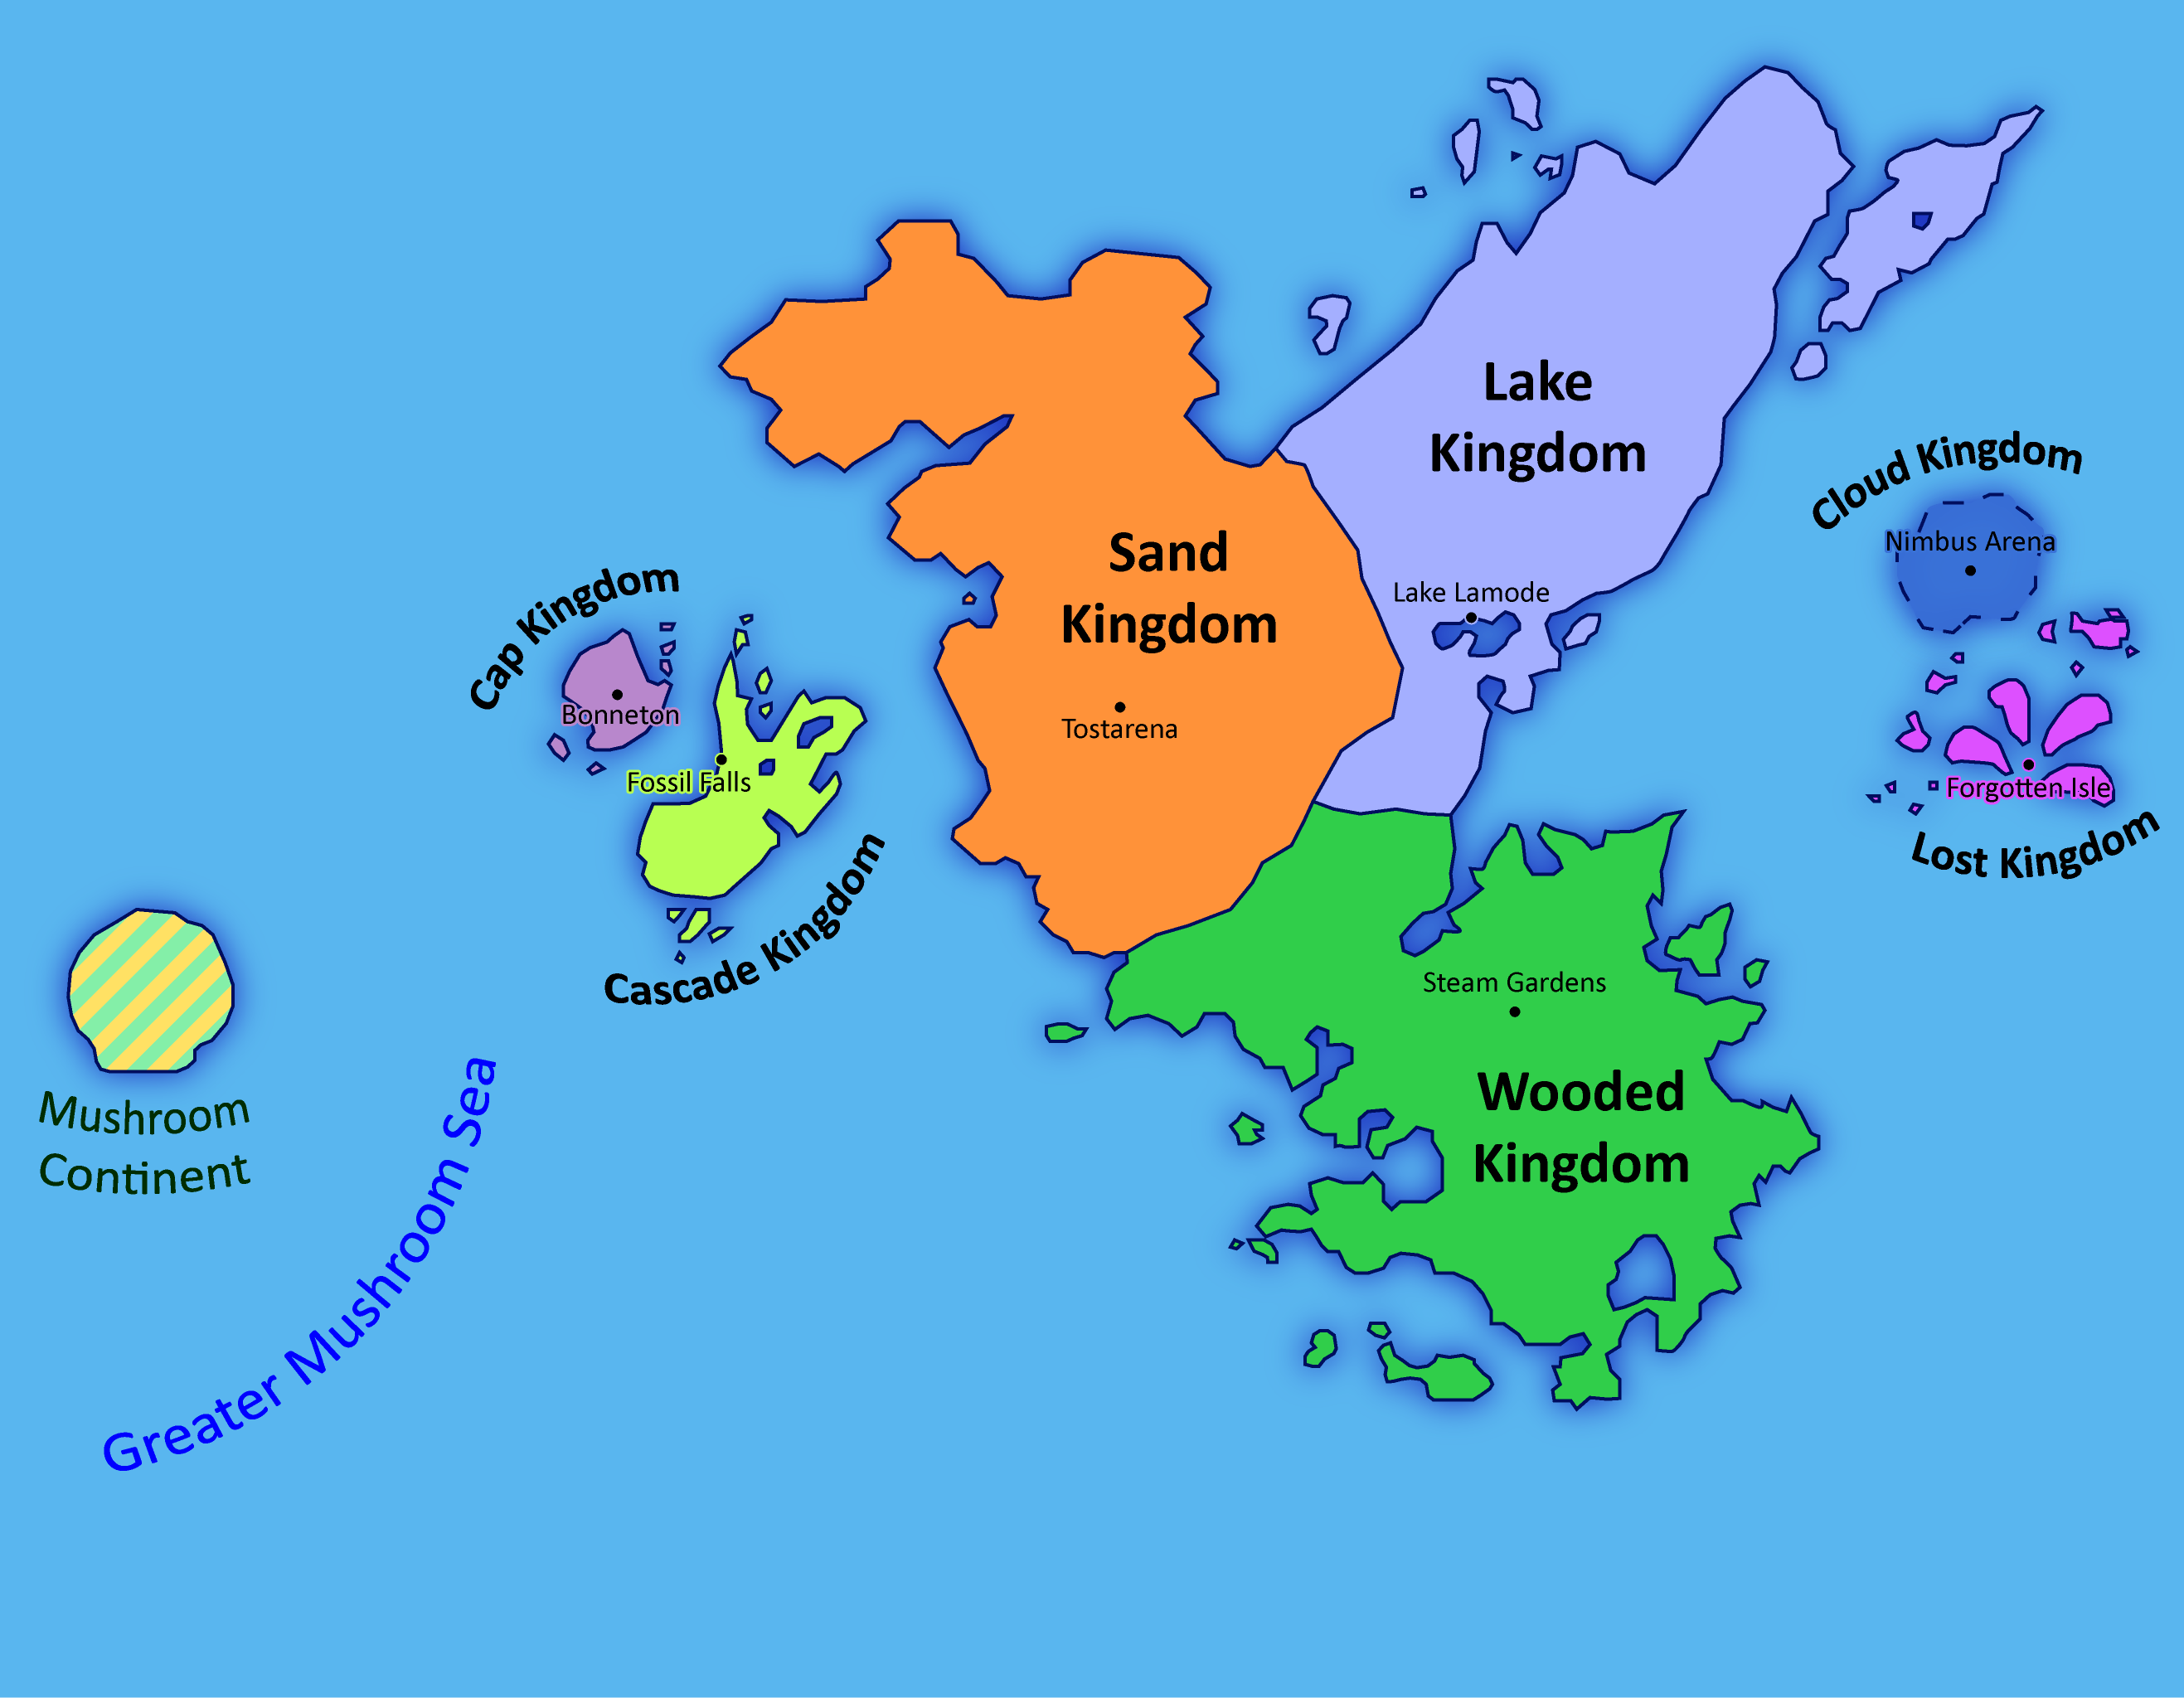 Lake
Kingdom
Cloud Kingdom
Sand
Kingdom
Nimbus Arena
Cap Kingdom
Lake Lamode
Bonneton
Tostarena
Fossil Falls
Forgotten Isle
Lost Kingdom
Cascade Kingdom
Steam Gardens
Wooded
Kingdom
Mushroom
Continent
Greater Mushroom Sea